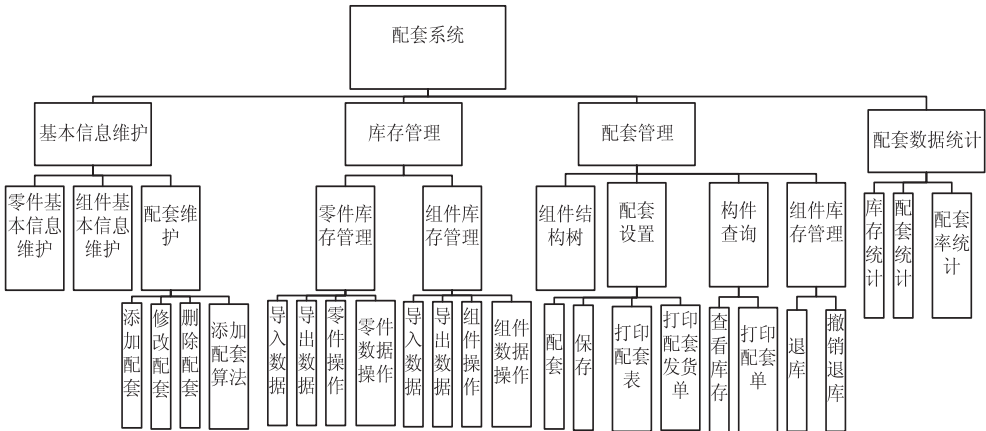 配套系统
基本信息维护
库存管理
配套管理
配套数据统计
零件基
本信息
维护
组件基
本信息
维护
配套维
护
零件库
存管理
组件库
存管理
组件结
构树
配套
设置
构件
查询
组件库
存管理
库存统计
配套统计
配套
率统
计
添加配套
修改配套
删除配套
添加
配套
算法
导入数据
导出数据
零件操作
零件
数据
操作
导入数据
导出数据
组件操作
组件
数据
操作
配套
保存
打印
配套
表
打印
配套
发货
单
查看库存
打印
配套
单
退库
撤销退库